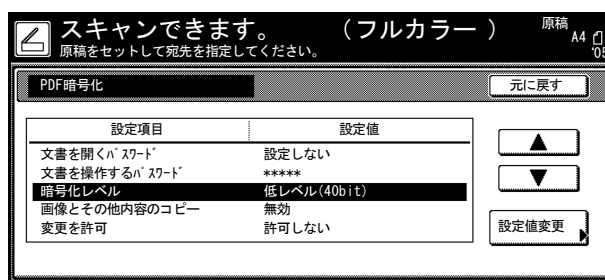 スキャンできます。 (フルカラー )
原稿をセットして宛先を指定してください。
原稿
A4
'05
PDF暗号化
元に戻す
設定項目 設定値
文書を開くパスワード 設定しない
文書を操作するパスワード *****
暗号化レベル 低レベル(40bit)
画像とその他内容のコピー 無効
変更を許可 許可しない
▲
▼
設定値変更